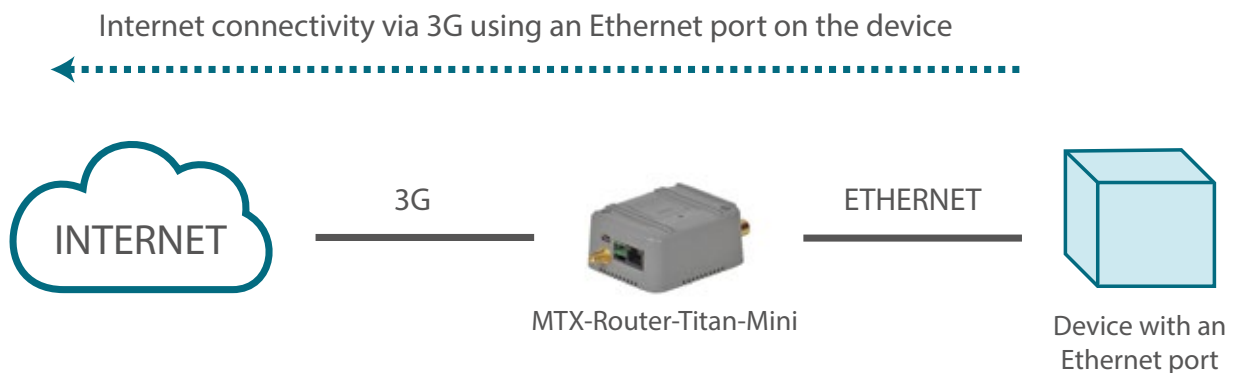 Internet connectivity via 3G using an Ethernet port on the device
INTERNET
3G
ETHERNET
MTX-Router-Titan-Mini
Device with an
Ethernet port